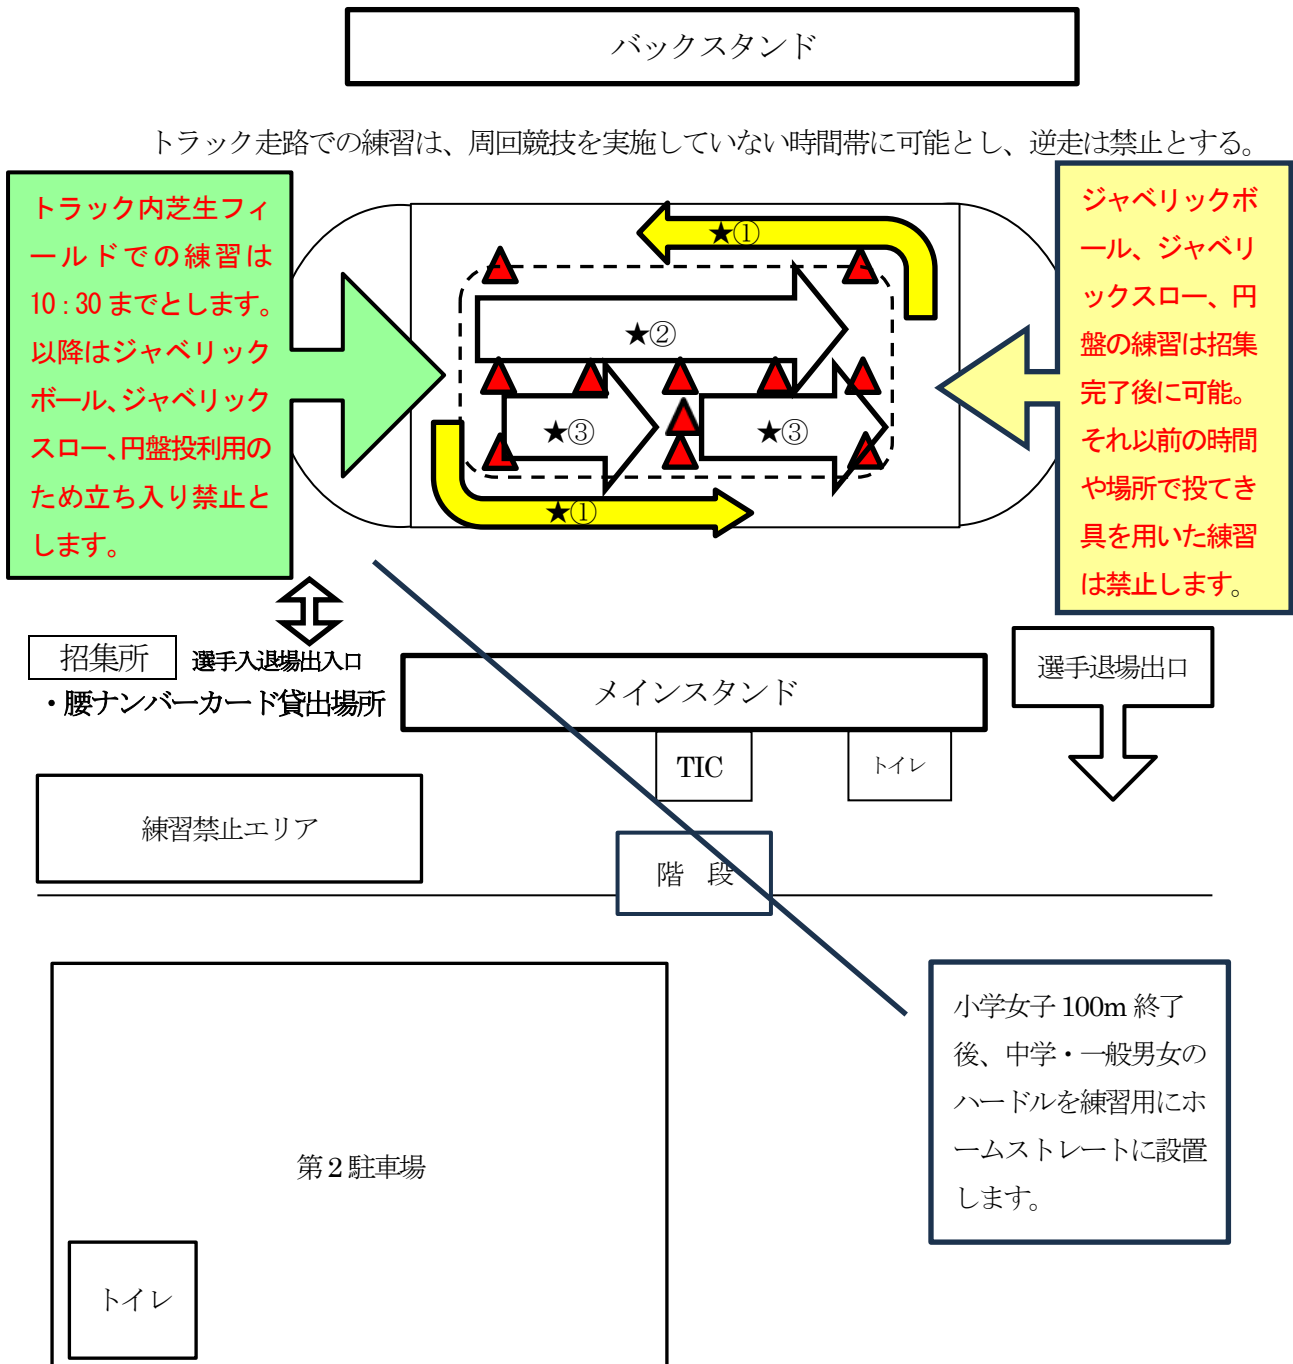 バックスタンド
トラック走路での練習は、周回競技を実施していない時間帯に可能とし、逆走は禁止とする。
トラック内芝生フィ
ールドでの練習は
10:30までとします。
以降はジャベリック
ボール、ジャベリック
スロー、円盤投利用の
ため立ち入り禁止と
します。
★①
★②
★③
★③
★①
ジャベリックボ
ール、ジャベリ
ックスロー、円
盤の練習は招集
完了後に可能。
それ以前の時間
や場所で投てき
具を用いた練習
は禁止します。
招集所
選手入退場出入口
・腰ナンバーカード貸出場所
メインスタンド
選手退場出口
TIC
トイレ
練習禁止エリア
階 段
小学女子100m終了
後、中学・一般男女の
ハードルを練習用にホ
ームストレートに設置
します。
第2駐車場
トイレ